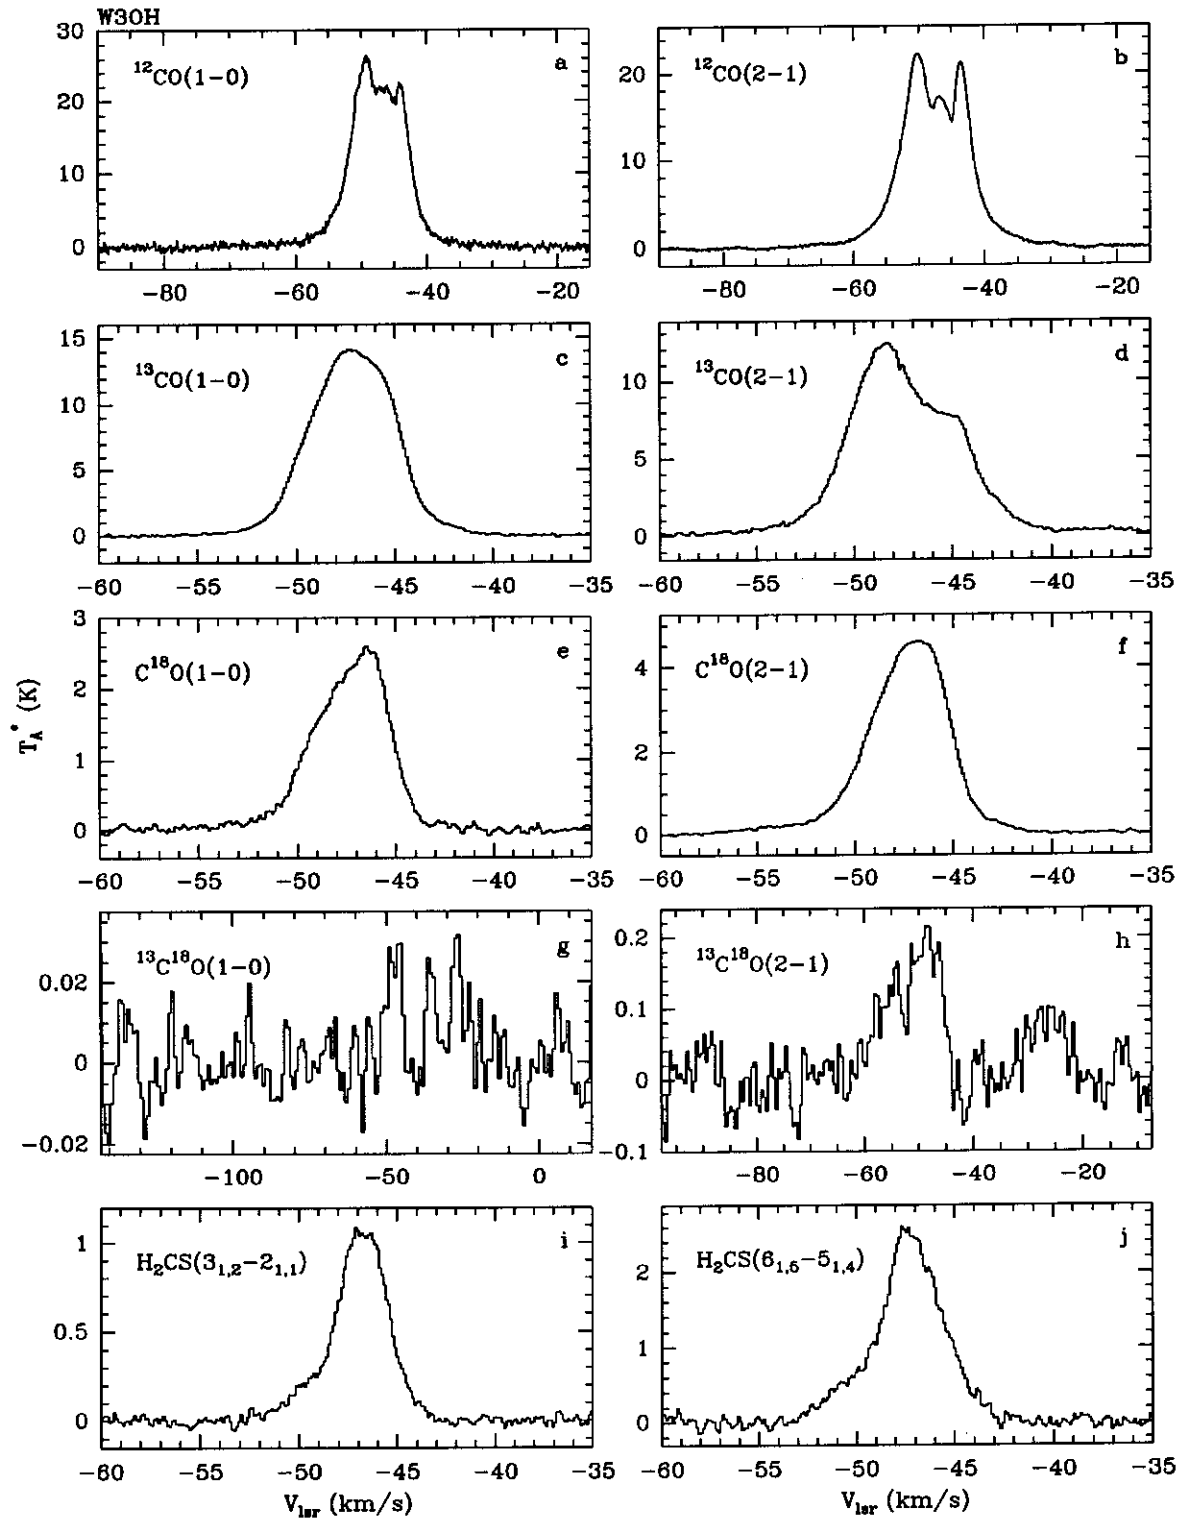 W3OH
30
20
10
0
¹²CO(1−0)
a
−80 −60 −40 −20
20
10
0
¹²CO(2−1)
b
−80 −60 −40 −20
15
10
5
0
¹³CO(1−0)
c
−60 −55 −50 −45 −40 −35
10
5
0
¹³CO(2−1)
d
−60 −55 −50 −45 −40 −35
T_A* (K)
3
2
1
0
C¹⁸O(1−0)
e
−60 −55 −50 −45 −40 −35
4
2
0
C¹⁸O(2−1)
f
−60 −55 −50 −45 −40 −35
0.02
0
−0.02
¹³C¹⁸O(1−0)
g
−100 −50 0
0.2
0.1
0
−0.1
¹³C¹⁸O(2−1)
h
−80 −60 −40 −20
1
0.5
0
H₂CS(3₁,₂−2₁,₁)
i
−60 −55 −50 −45 −40 −35
V_lsr (km/s)
2
1
0
H₂CS(6₁,₅−5₁,₄)
j
−60 −55 −50 −45 −40 −35
V_lsr (km/s)